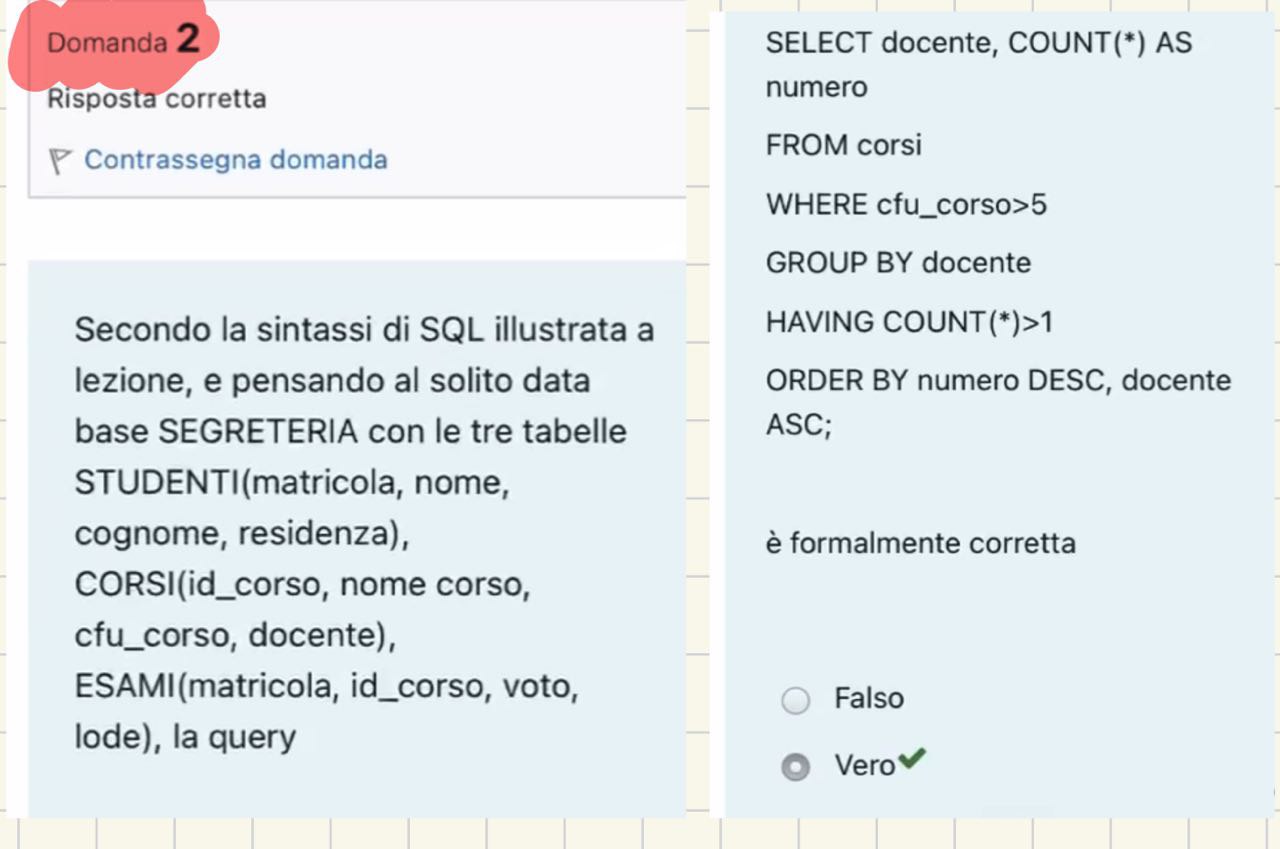 Domanda 2
Risposta corretta
Contrassegna domanda
Secondo la sintassi di SQL illustrata a
lezione, e pensando al solito data
base SEGRETERIA con le tre tabelle
STUDENTI(matricola, nome,
cognome, residenza),
CORSI(id_corso, nome corso,
cfu_corso, docente),
ESAMI(matricola, id_corso, voto,
lode), la query
SELECT docente, COUNT(*) AS
numero
FROM corsi
WHERE cfu_corso>5
GROUP BY docente
HAVING COUNT(*)>1
ORDER BY numero DESC, docente
ASC;
è formalmente corretta
Falso
Vero